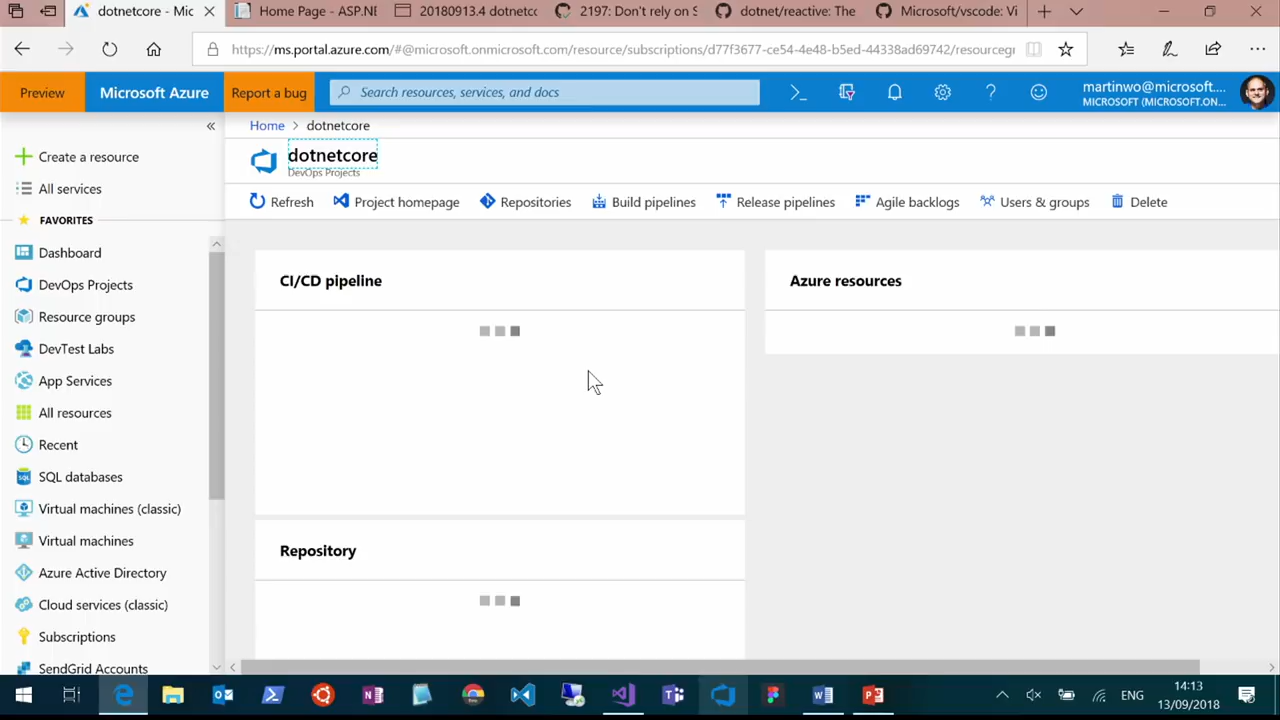 dotnetcore - Mic
Home Page - ASP.NE
20180913.4 dotnetc
2197: Don't rely on S
dotnet/reactive: The
Microsoft/vscode: Vi
https://ms.portal.azure.com/#@microsoft.onmicrosoft.com/resource/subscriptions/d77f3677-ce54-4e48-b5ed-44338ad69742/resourcegr
Preview
Microsoft Azure
Report a bug
Search resources, services, and docs
martinwo@microsoft....
MICROSOFT (MICROSOFT.ON...
Home > dotnetcore
Create a resource
All services
FAVORITES
Dashboard
DevOps Projects
Resource groups
DevTest Labs
App Services
All resources
Recent
SQL databases
Virtual machines (classic)
Virtual machines
Azure Active Directory
Cloud services (classic)
Subscriptions
SendGrid Accounts
dotnetcore
DevOps Projects
Refresh
Project homepage
Repositories
Build pipelines
Release pipelines
Agile backlogs
Users & groups
Delete
CI/CD pipeline
Azure resources
Repository
ENG
14:13
13/09/2018